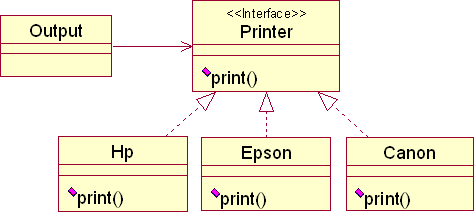 <<Interface>>
Output
Printer
print()
Hp
Epson
Canon
print()
print()
print()